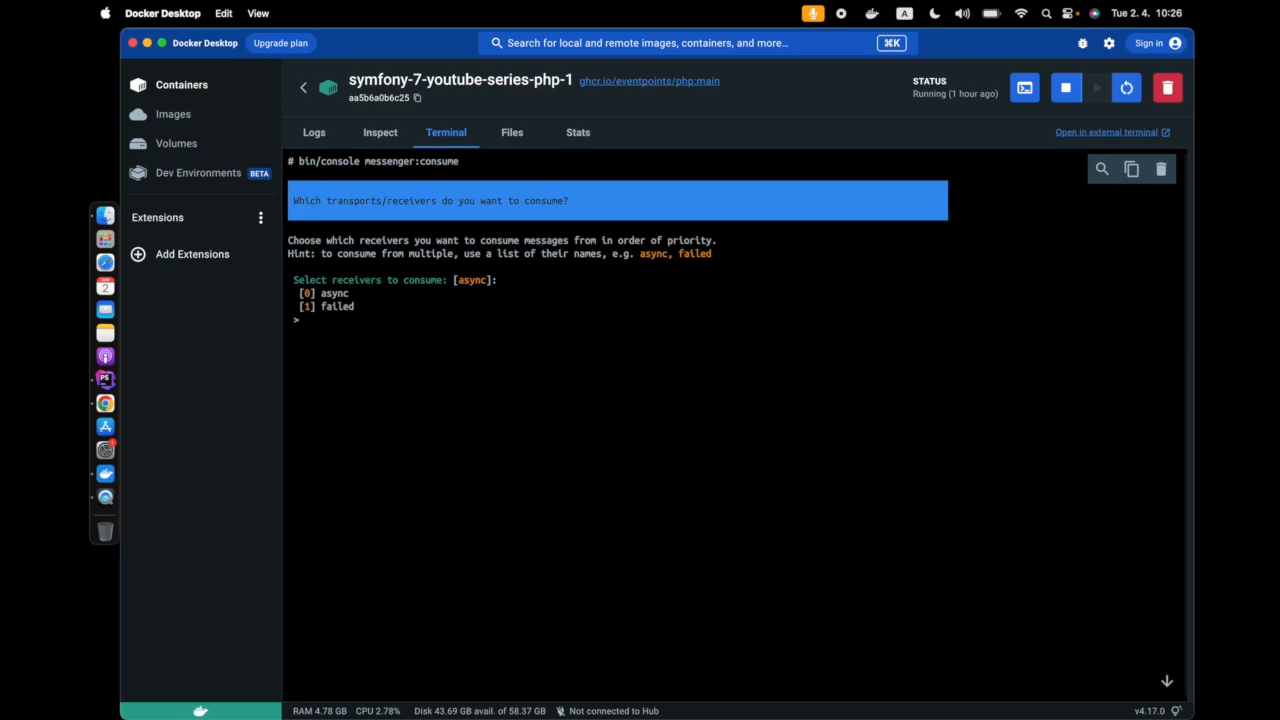 Docker Desktop Edit View
A
Tue 2. 4. 10:26
Docker Desktop Upgrade plan
Search for local and remote images, containers, and more...
⌘K
Sign in
Containers
Images
Volumes
Dev Environments BETA
Extensions
Add Extensions
symfony-7-youtube-series-php-1 ghcr.io/eventpoints/php:main
aa5b6a0b6c25
STATUS
Running (1 hour ago)
Logs Inspect Terminal Files Stats
Open in external terminal
# bin/console messenger:consume
Which transports/receivers do you want to consume?
Choose which receivers you want to consume messages from in order of priority.
Hint: to consume from multiple, use a list of their names, e.g. async, failed
Select receivers to consume: [async]:
[0] async
[1] failed
>
2
PS
RAM 4.78 GB CPU 2.78% Disk 43.69 GB avail. of 58.37 GB Not connected to Hub
v4.17.0